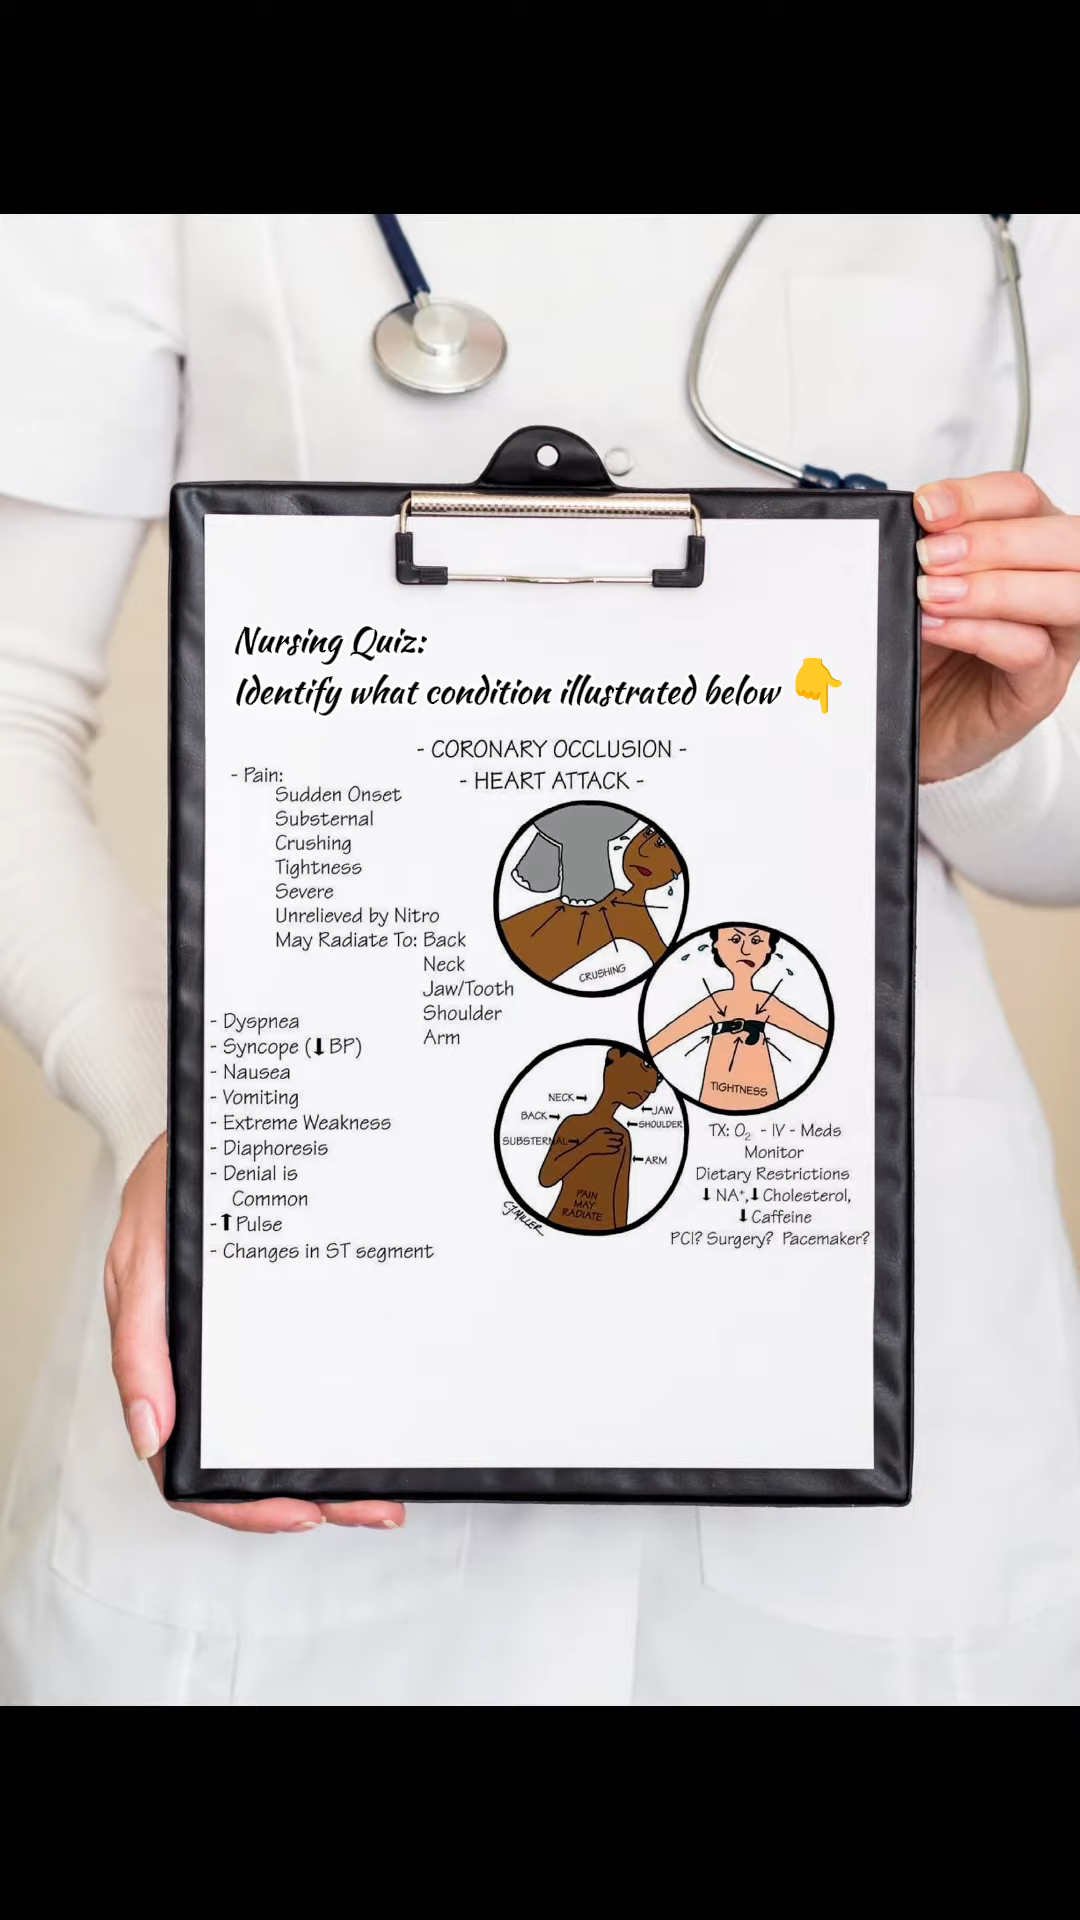 Nursing Quiz:
Identify what condition illustrated below 👇
- CORONARY OCCLUSION -
- HEART ATTACK -
- Pain:
Sudden Onset
Substernal
Crushing
Tightness
Severe
Unrelieved by Nitro
May Radiate To: Back
Neck
Jaw/Tooth
Shoulder
Arm
- Dyspnea
- Syncope (⬇BP)
- Nausea
- Vomiting
- Extreme Weakness
- Diaphoresis
- Denial is
Common
- ⬆Pulse
- Changes in ST segment
CRUSHING
TIGHTNESS
NECK
BACK
SUBSTERNAL
JAW
SHOULDER
ARM
PAIN
MAY
RADIATE
CJMILLER
TX: O₂ - IV - Meds
Monitor
Dietary Restrictions
⬇NA⁺,⬇Cholesterol,
⬇Caffeine
PCI? Surgery? Pacemaker?